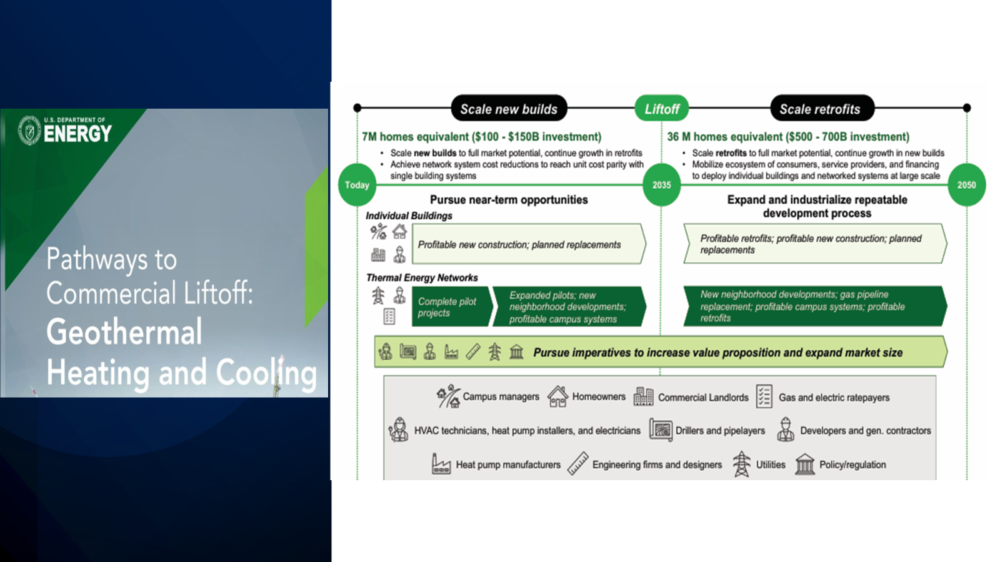 U.S. DEPARTMENT OF
ENERGY
Pathways to
Commercial Liftoff:
Geothermal
Heating and Cooling
Scale new builds
Liftoff
Scale retrofits
7M homes equivalent ($100 - $150B investment)
• Scale new builds to full market potential, continue growth in retrofits
• Achieve network system cost reductions to reach unit cost parity with
single building systems
36 M homes equivalent ($500 - 700B investment)
• Scale retrofits to full market potential, continue growth in new builds
• Mobilize ecosystem of consumers, service providers, and financing
to deploy individual buildings and networked systems at large scale
Today
2035
2050
Pursue near-term opportunities
Expand and industrialize repeatable
development process
Individual Buildings
Profitable new construction; planned replacements
Profitable retrofits; profitable new construction; planned
replacements
Thermal Energy Networks
Complete pilot
projects
Expanded pilots; new
neighborhood developments;
profitable campus systems
New neighborhood developments; gas pipeline
replacement; profitable campus systems; profitable
retrofits
Pursue imperatives to increase value proposition and expand market size
Campus managers
Homeowners
Commercial Landlords
Gas and electric ratepayers
HVAC technicians, heat pump installers, and electricians
Drillers and pipelayers
Developers and gen. contractors
Heat pump manufacturers
Engineering firms and designers
Utilities
Policy/regulation